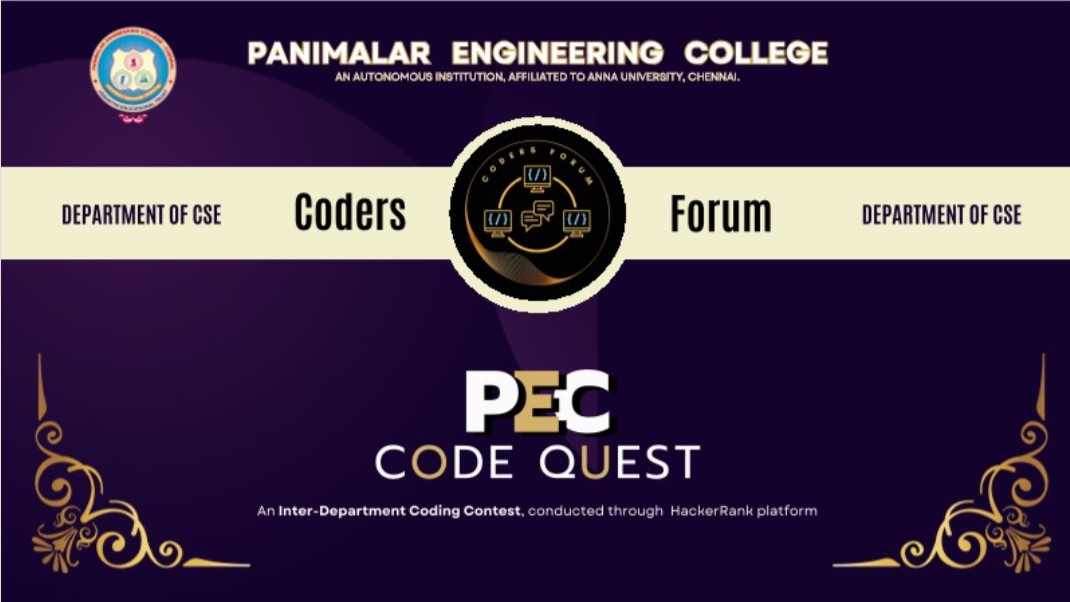 PANIMALAR ENGINEERING COLLEGE
AN AUTONOMOUS INSTITUTION, AFFILIATED TO ANNA UNIVERSITY, CHENNAI.
CODERS FORUM
</>
</>
</>
DEPARTMENT OF CSE
Coders
Forum
DEPARTMENT OF CSE
PEC
CODE QUEST
An Inter-Department Coding Contest, conducted through HackerRank platform